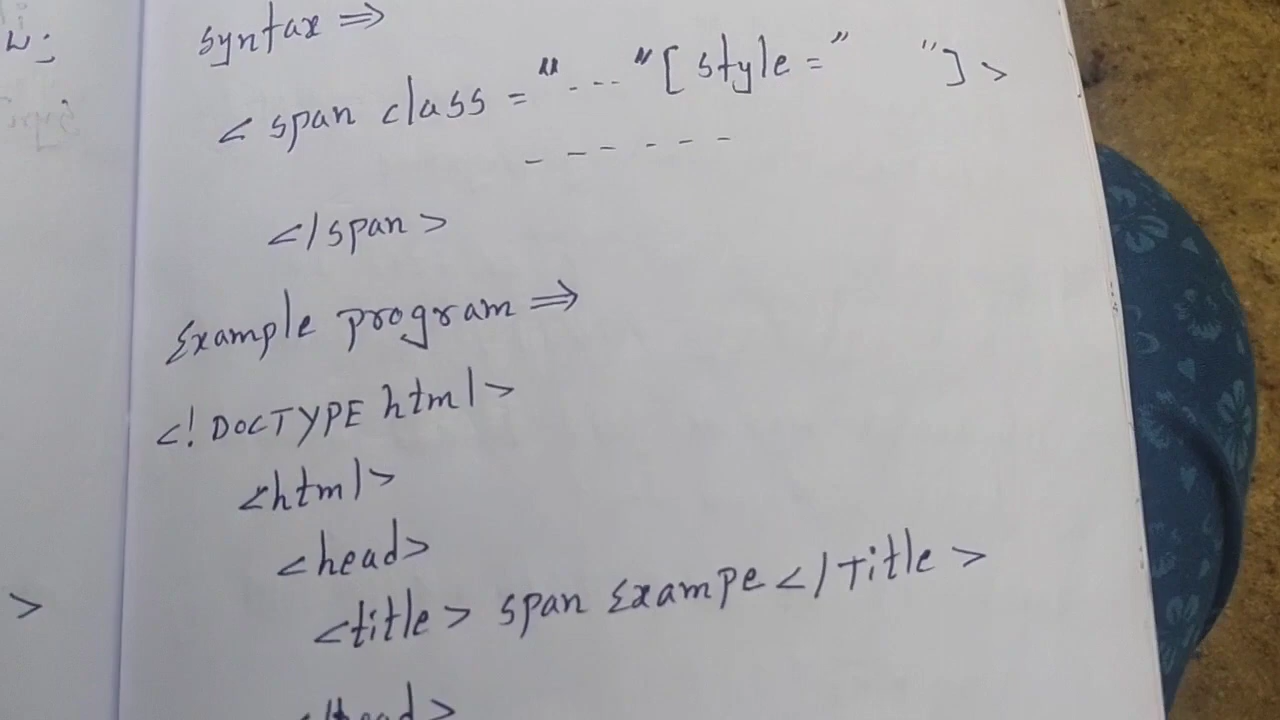 syntax ⇒
< span class = "..." [ style = " " ] >
- - - - - -
</span>
Example program ⇒
<! DOCTYPE html>
<html>
<head>
<title> span Exampe </Title>
</head>
>